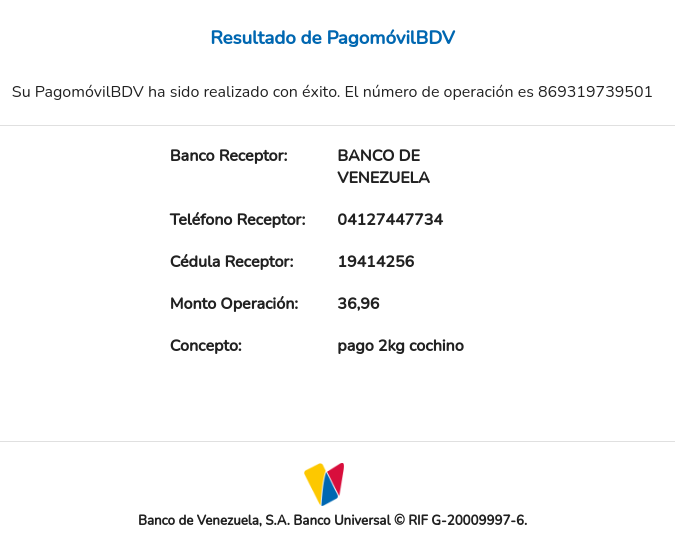 Resultado de PagomóvilBDV
Su PagomóvilBDV ha sido realizado con éxito. El número de operación es 869319739501
Banco Receptor: BANCO DE
VENEZUELA
Teléfono Receptor: 04127447734
Cédula Receptor: 19414256
Monto Operación: 36,96
Concepto: pago 2kg cochino
Banco de Venezuela, S.A. Banco Universal © RIF G-20009997-6.